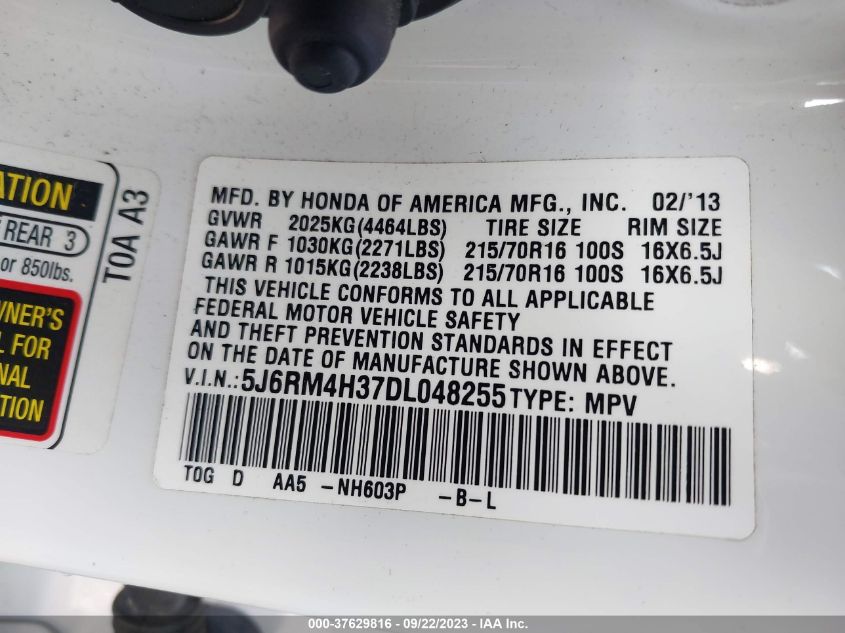 ATION
REAR 3
or 850lbs.
WNER'S
L FOR
NAL
TION
T0A A3
MFD. BY HONDA OF AMERICA MFG., INC. 02/'13
GVWR 2025KG(4464LBS) TIRE SIZE RIM SIZE
GAWR F 1030KG(2271LBS) 215/70R16 100S 16X6.5J
GAWR R 1015KG(2238LBS) 215/70R16 100S 16X6.5J
THIS VEHICLE CONFORMS TO ALL APPLICABLE
FEDERAL MOTOR VEHICLE SAFETY
AND THEFT PREVENTION STANDARDS IN EFFECT
ON THE DATE OF MANUFACTURE SHOWN ABOVE.
V.I.N.:5J6RM4H37DL048255 TYPE: MPV
T0G D AA5 -NH603P -B-L
000-37629816 - 09/22/2023 - IAA Inc.